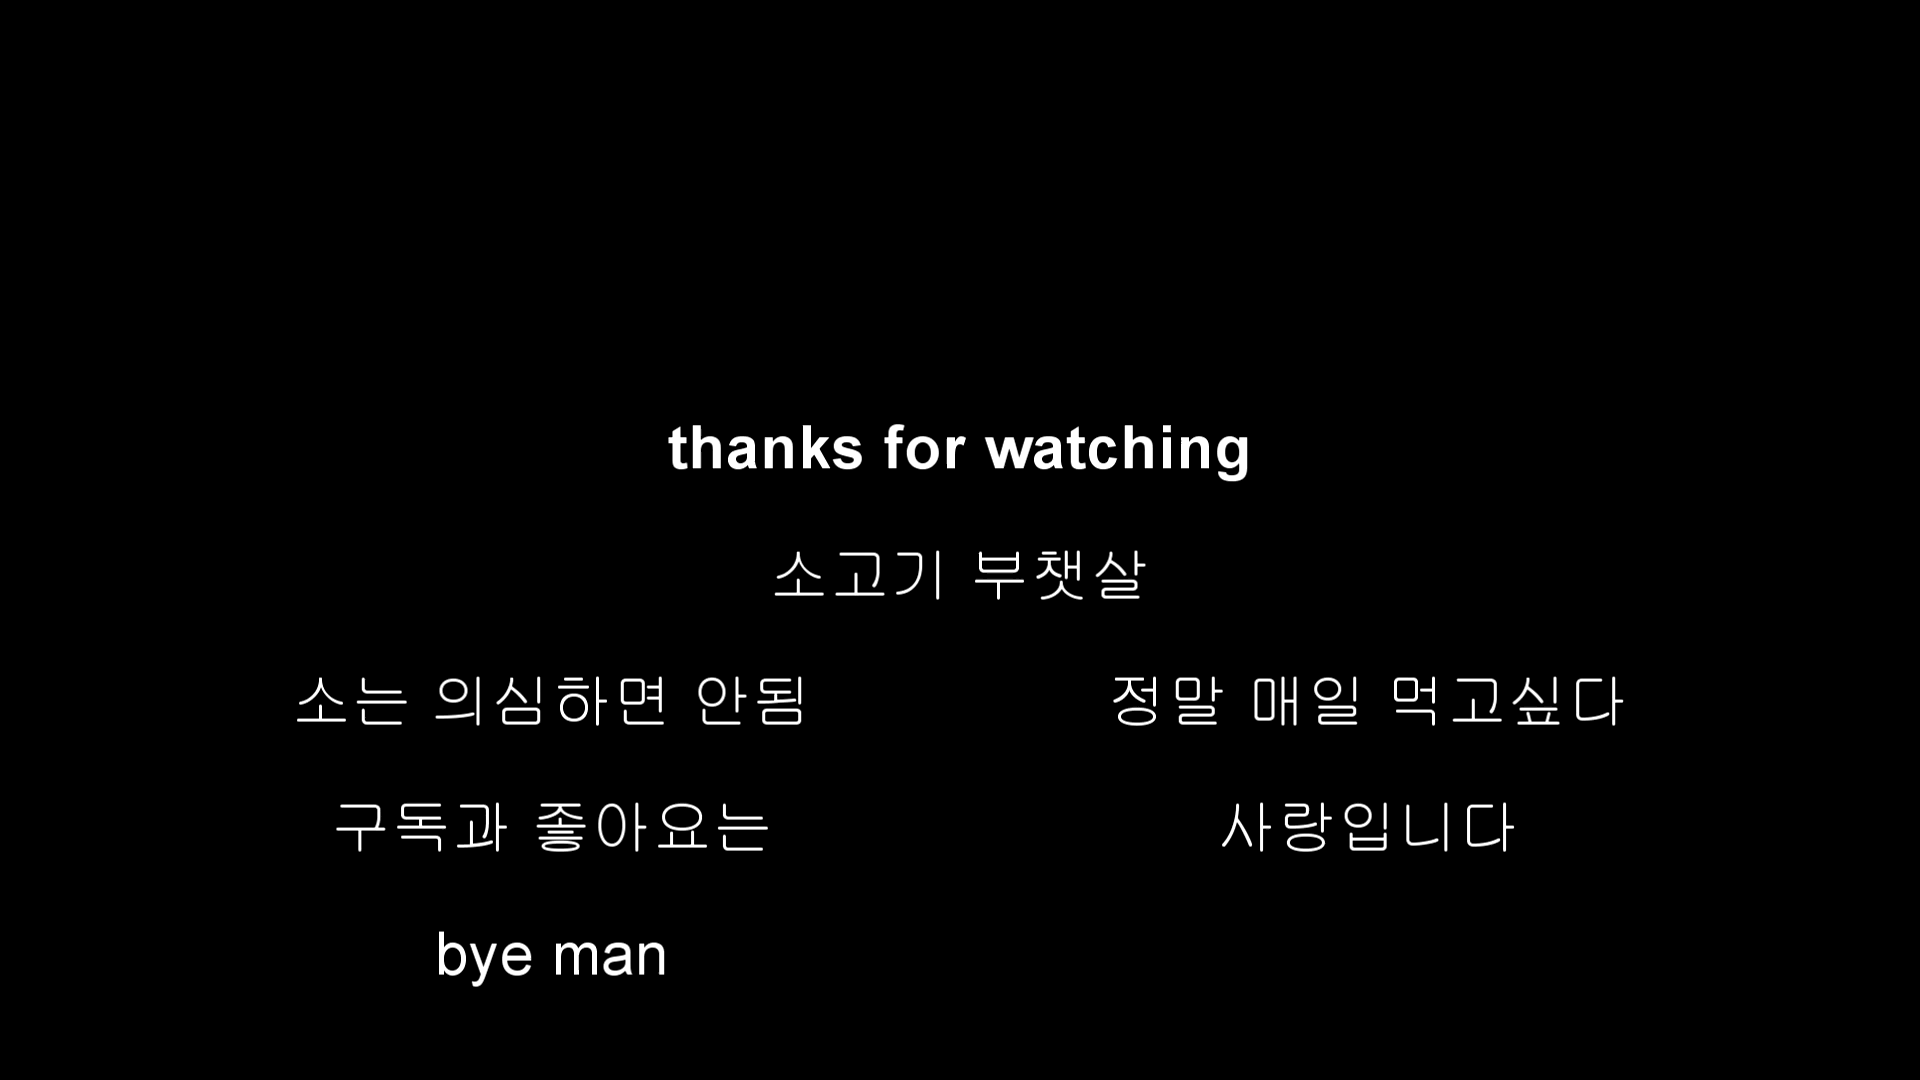 thanks for watching
소고기 부챗살
소는 의심하면 안됨 정말 매일 먹고싶다
구독과 좋아요는 사랑입니다
bye man